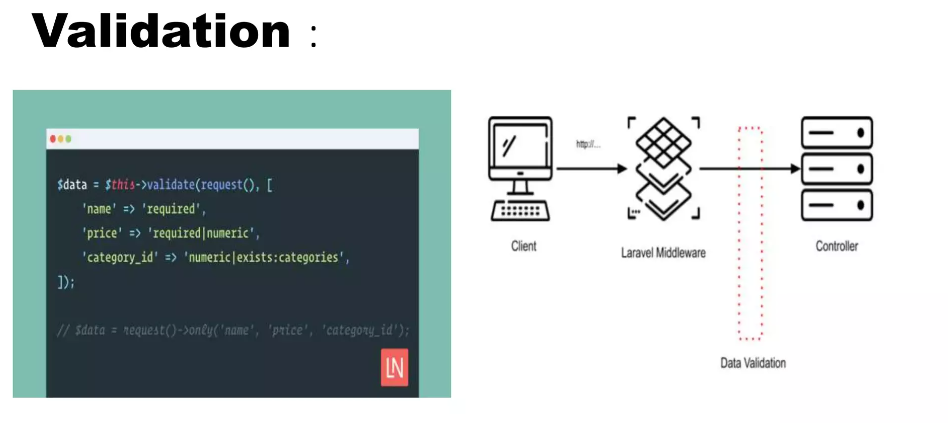 Validation :
$data = $this->validate(request(), [
'name' => 'required',
'price' => 'required|numeric',
'category_id' => 'numeric|exists:categories',
]);
// $data = request()->only('name', 'price', 'category_id');
LN
http://...
Client
Laravel Middleware
Controller
Data Validation